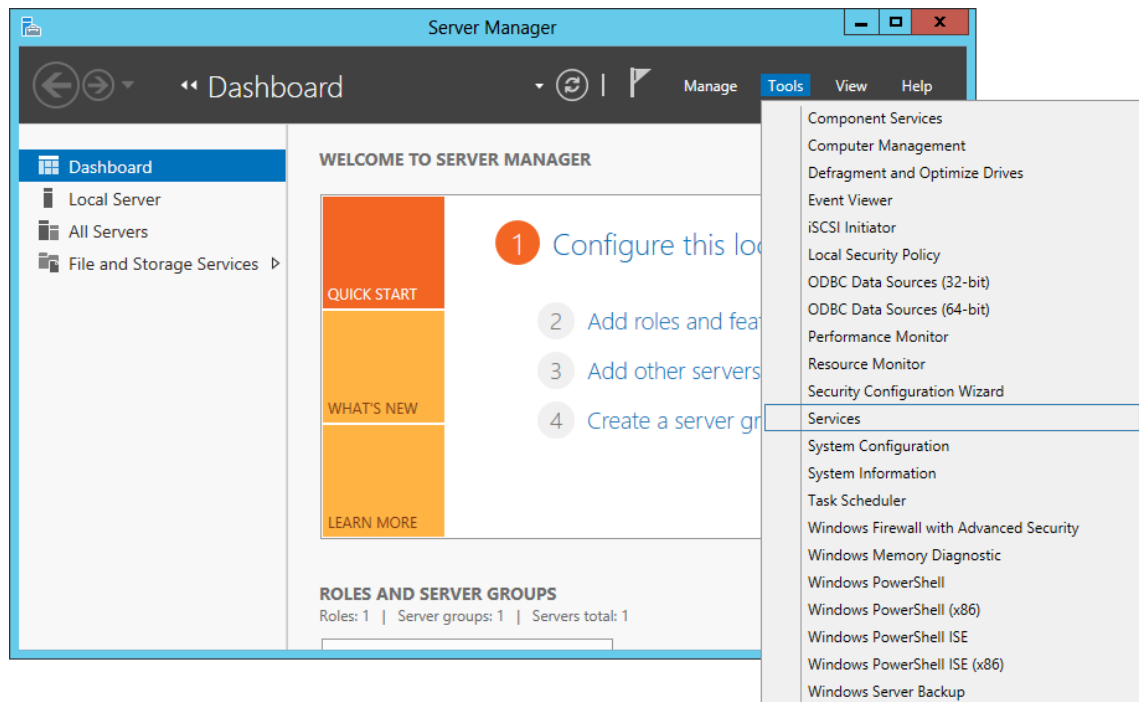 Server Manager
Dashboard
Manage
Tools
View
Help
Dashboard
Local Server
All Servers
File and Storage Services
WELCOME TO SERVER MANAGER
QUICK START
WHAT'S NEW
LEARN MORE
1 Configure this loc
2 Add roles and fea
3 Add other servers
4 Create a server gr
ROLES AND SERVER GROUPS
Roles: 1 | Server groups: 1 | Servers total: 1
Component Services
Computer Management
Defragment and Optimize Drives
Event Viewer
iSCSI Initiator
Local Security Policy
ODBC Data Sources (32-bit)
ODBC Data Sources (64-bit)
Performance Monitor
Resource Monitor
Security Configuration Wizard
Services
System Configuration
System Information
Task Scheduler
Windows Firewall with Advanced Security
Windows Memory Diagnostic
Windows PowerShell
Windows PowerShell (x86)
Windows PowerShell ISE
Windows PowerShell ISE (x86)
Windows Server Backup